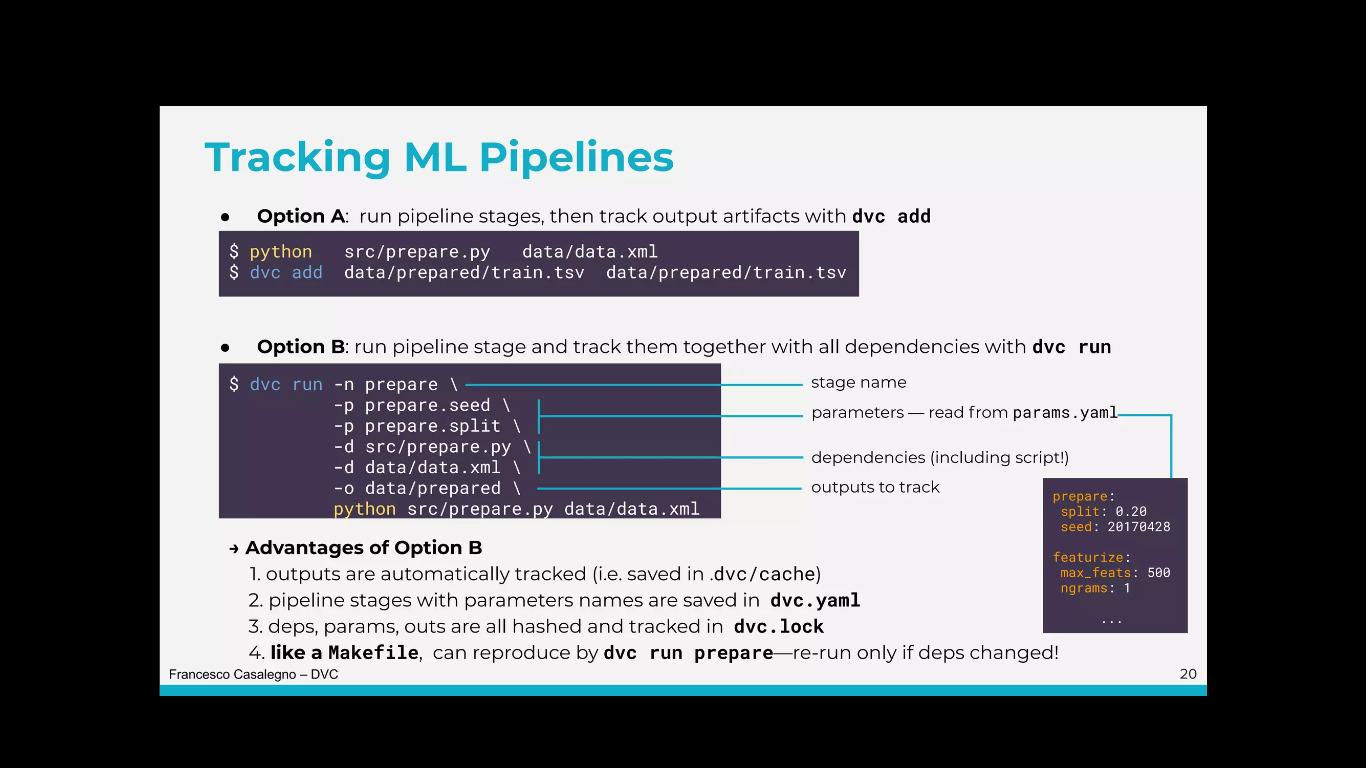 Tracking ML Pipelines
● Option A: run pipeline stages, then track output artifacts with dvc add
$ python src/prepare.py data/data.xml
$ dvc add data/prepared/train.tsv data/prepared/train.tsv
● Option B: run pipeline stage and track them together with all dependencies with dvc run
$ dvc run -n prepare \
-p prepare.seed \
-p prepare.split \
-d src/prepare.py \
-d data/data.xml \
-o data/prepared \
python src/prepare.py data/data.xml
stage name
parameters — read from params.yaml
dependencies (including script!)
outputs to track
prepare:
split: 0.20
seed: 20170428
featurize:
max_feats: 500
ngrams: 1
...
→ Advantages of Option B
1. outputs are automatically tracked (i.e. saved in .dvc/cache)
2. pipeline stages with parameters names are saved in dvc.yaml
3. deps, params, outs are all hashed and tracked in dvc.lock
4. like a Makefile, can reproduce by dvc run prepare—re-run only if deps changed!
Francesco Casalegno – DVC
20